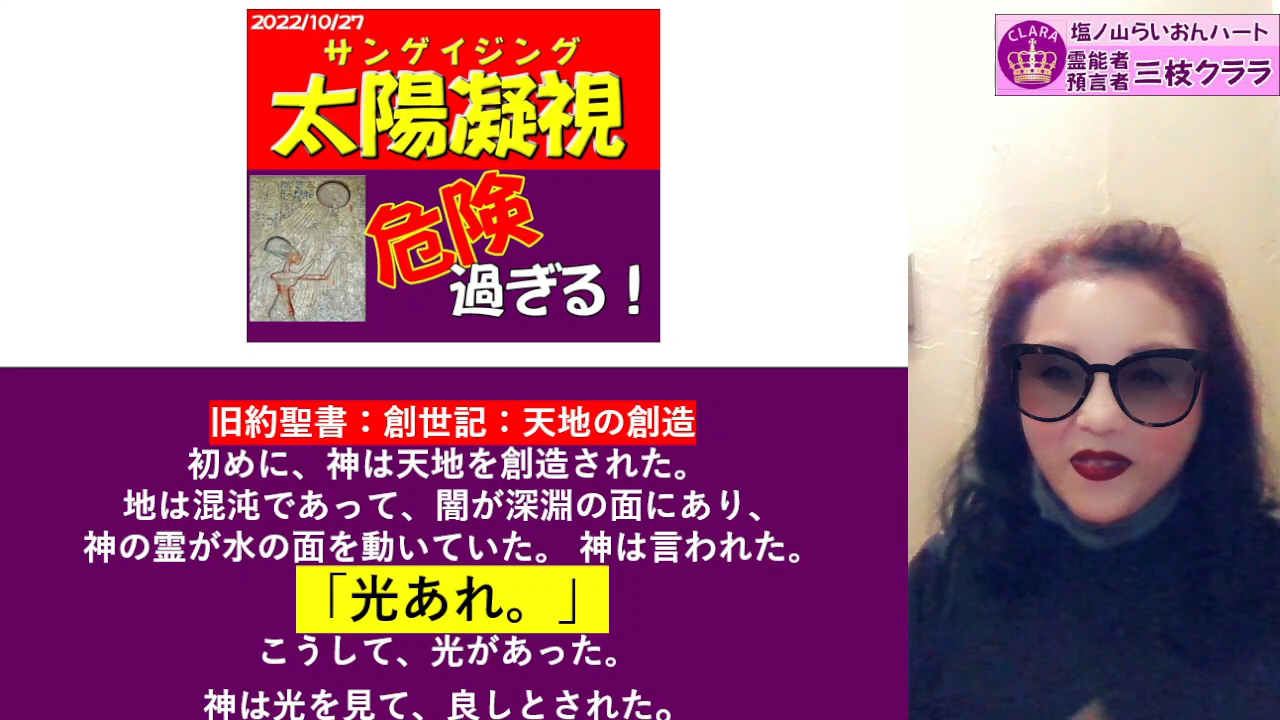 2022/10/27
サンゲイジング
太陽凝視
危険
過ぎる！
CLARA
塩ノ山らいおんハート
霊能者
預言者
三枝クララ
旧約聖書：創世記：天地の創造
初めに、神は天地を創造された。
地は混沌であって、闇が深淵の面にあり、
神の霊が水の面を動いていた。 神は言われた。
「光あれ。」
こうして、光があった。
神は光を見て、良しとされた。